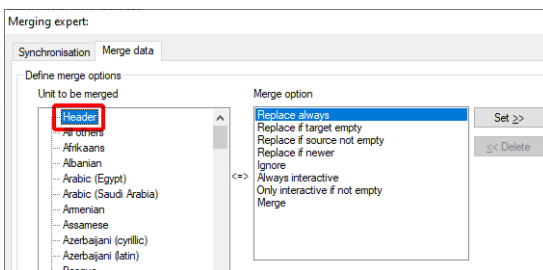 Merging expert:
Synchronisation Merge data
Define merge options
Unit to be merged Merge option
Header
All others
Afrikaans
Albanian
Arabic (Egypt)
Arabic (Saudi Arabia)
Armenian
Assamese
Azerbaijani (cyrillic)
Azerbaijani (latin)
Basque
<=>
Replace always
Replace if target empty
Replace if source not empty
Replace if newer
Ignore
Always interactive
Only interactive if not empty
Merge
Set >>
<< Delete